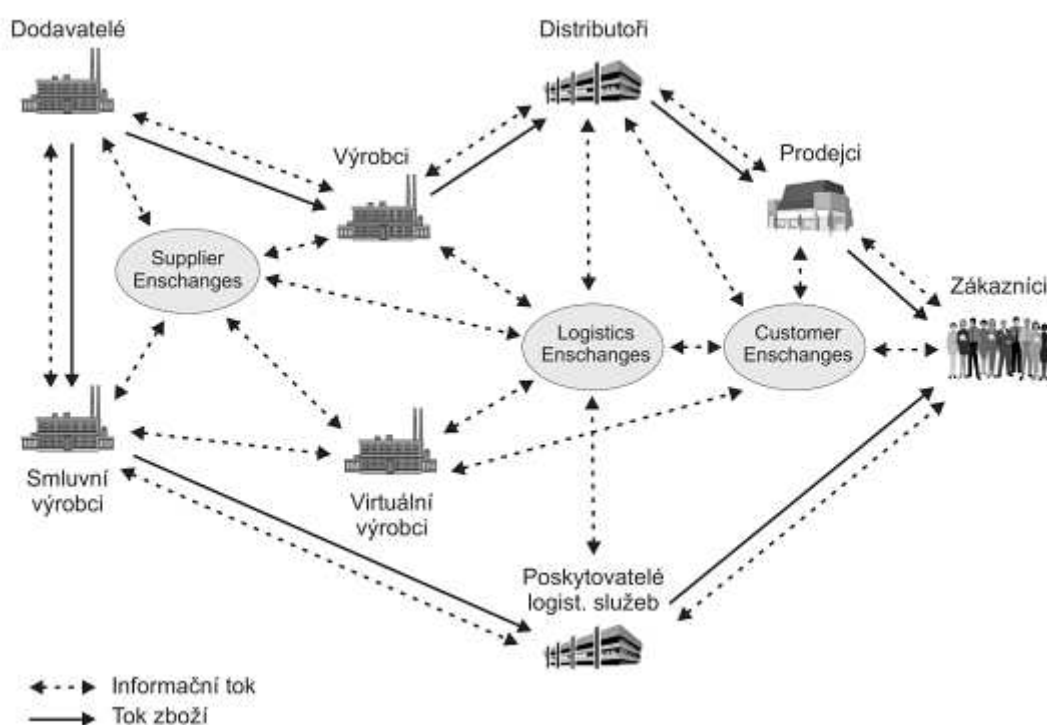 Dodavatelé
Distributoři
Výrobci
Prodejci
Supplier
Enschanges
Zákazníci
Logistics
Enschanges
Customer
Enschanges
Smluvní
výrobci
Virtuální
výrobci
Poskytovatelé
logist. služeb
Informační tok
Tok zboží